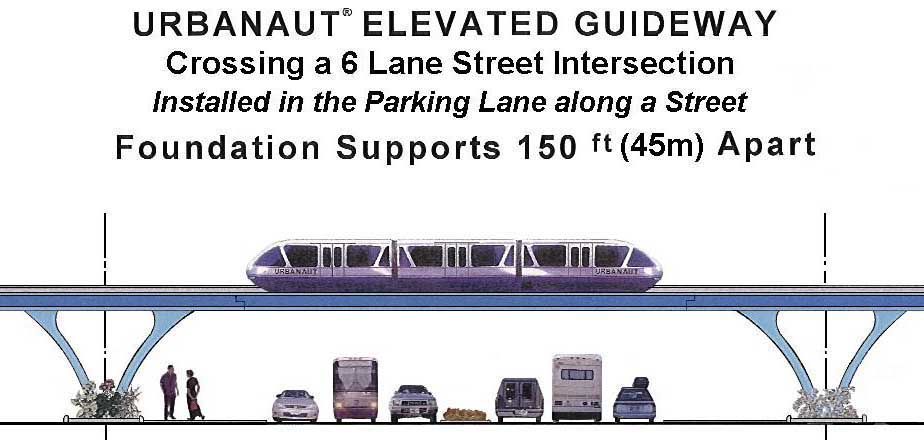 URBANAUT® ELEVATED GUIDEWAY
Crossing a 6 Lane Street Intersection
Installed in the Parking Lane along a Street
Foundation Supports 150 ft (45m) Apart
URBANAUT URBANAUT